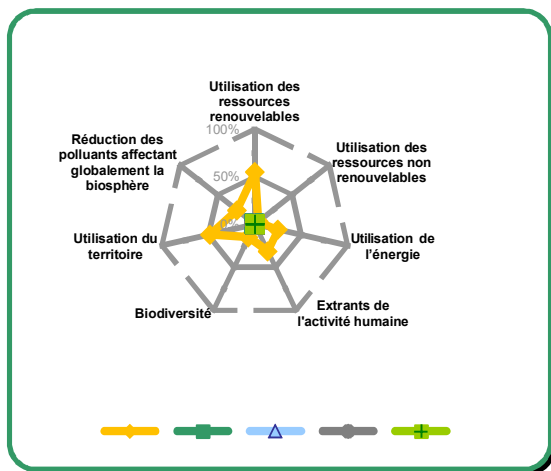 Utilisation des
ressources
renouvelables
100%
Utilisation des
ressources non
renouvelables
50%
0%
Utilisation de
l'énergie
Extrants de
l'activité humaine
Biodiversité
Utilisation du
territoire
Réduction des
polluants affectant
globalement la
biosphère